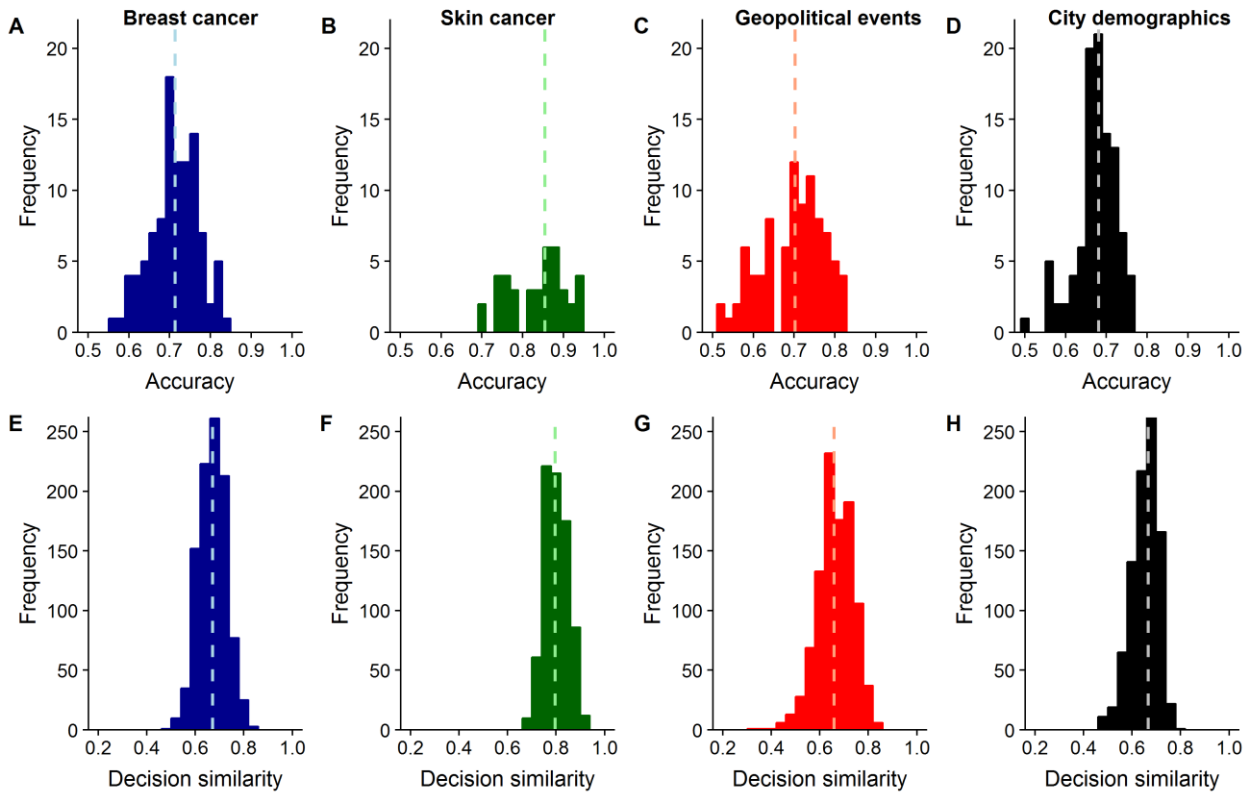 A Breast cancer B Skin cancer C Geopolitical events D City demographics
20 20 20 20
15 15 15 15
10 10 10 10
5 5 5 5
0 0 0 0
Frequency Frequency Frequency Frequency
0.5 0.6 0.7 0.8 0.9 1.0 0.5 0.6 0.7 0.8 0.9 1.0 0.5 0.6 0.7 0.8 0.9 1.0 0.5 0.6 0.7 0.8 0.9 1.0
Accuracy Accuracy Accuracy Accuracy
E F G H
250 250 250 250
200 200 200 200
150 150 150 150
100 100 100 100
50 50 50 50
0 0 0 0
Frequency Frequency Frequency Frequency
0.2 0.4 0.6 0.8 1.0 0.2 0.4 0.6 0.8 1.0 0.2 0.4 0.6 0.8 1.0 0.2 0.4 0.6 0.8 1.0
Decision similarity Decision similarity Decision similarity Decision similarity